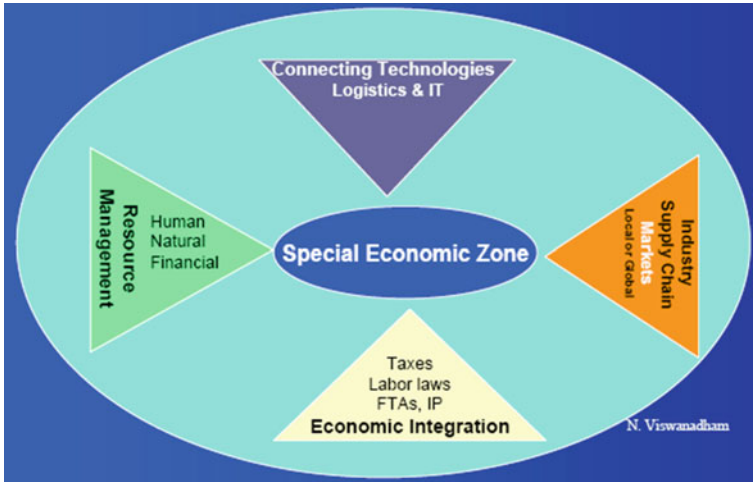 Connecting Technologies
Logistics & IT
Resource
Management
Human
Natural
Financial
Special Economic Zone
Industry
Supply Chain
Markets
Local or Global
Taxes
Labor laws
FTAs, IP
Economic Integration
N. Viswanadham